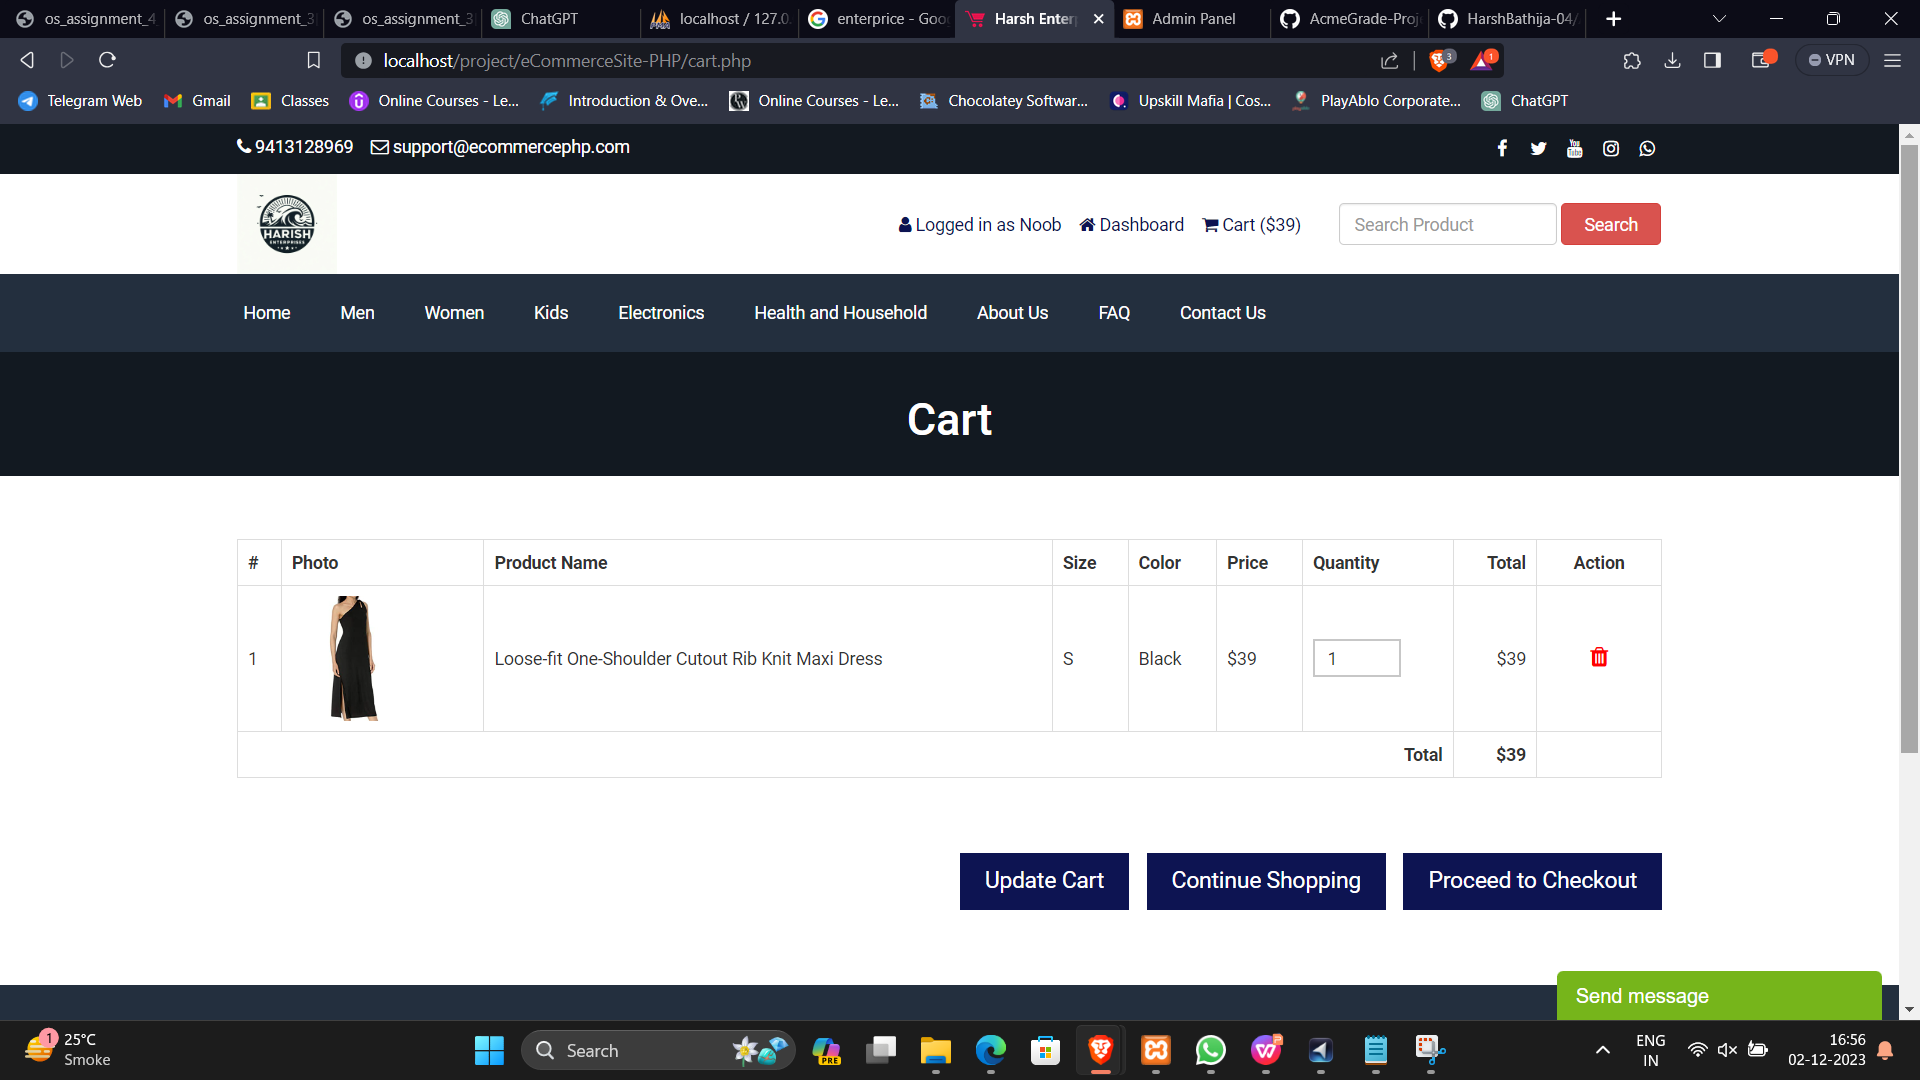 os_assignment_4
os_assignment_3
os_assignment_3
ChatGPT
localhost / 127.0.
enterprice - Goo
Harsh Enter
Admin Panel
AcmeGrade-Proj
HarshBathija-04/
localhost/project/eCommerceSite-PHP/cart.php
3
1
VPN
Telegram Web
Gmail
Classes
Online Courses - Le...
Introduction & Ove...
Online Courses - Le...
Chocolatey Softwar...
Upskill Mafia | Cos...
PlayAblo Corporate...
ChatGPT
9413128969 support@ecommercephp.com
You
Tube
HARISH
ENTERPRISES
Logged in as Noob Dashboard Cart ($39) Search Product Search
Home Men Women Kids Electronics Health and Household About Us FAQ Contact Us
Cart
# Photo Product Name Size Color Price Quantity Total Action
1 Loose-fit One-Shoulder Cutout Rib Knit Maxi Dress S Black $39 1 $39
Total $39
Update Cart Continue Shopping Proceed to Checkout
Send message
1
25°C
Smoke
Search
PRE
ENG
IN
16:56
02-12-2023